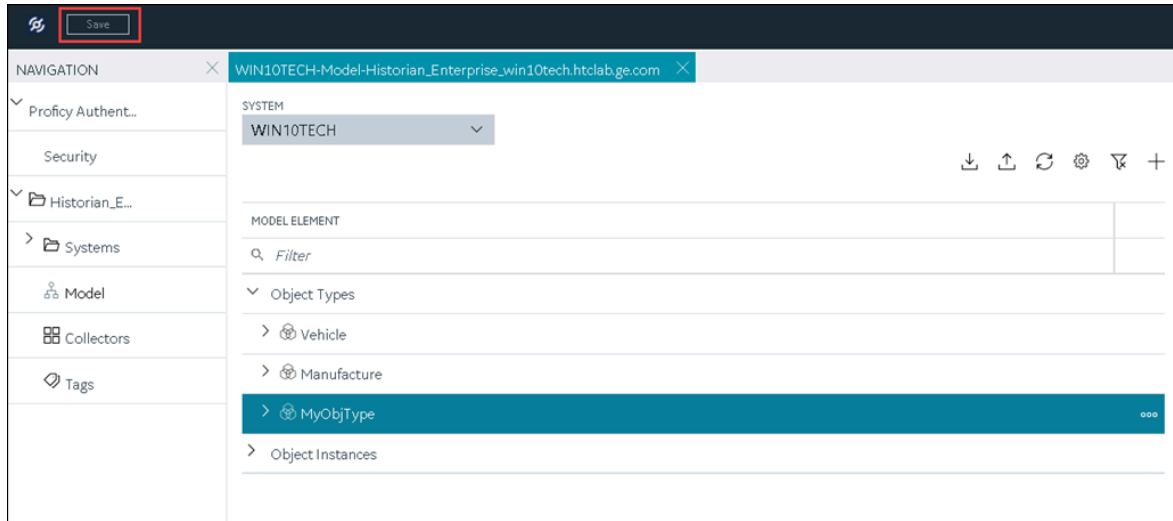 Save
NAVIGATION
WIN10TECH-Model-Historian_Enterprise_win10tech.htclab.ge.com
Proficy Authent...
Security
Historian_E...
Systems
Model
Collectors
Tags
SYSTEM
WIN10TECH
MODEL ELEMENT
Filter
Object Types
Vehicle
Manufacture
MyObjType
Object Instances